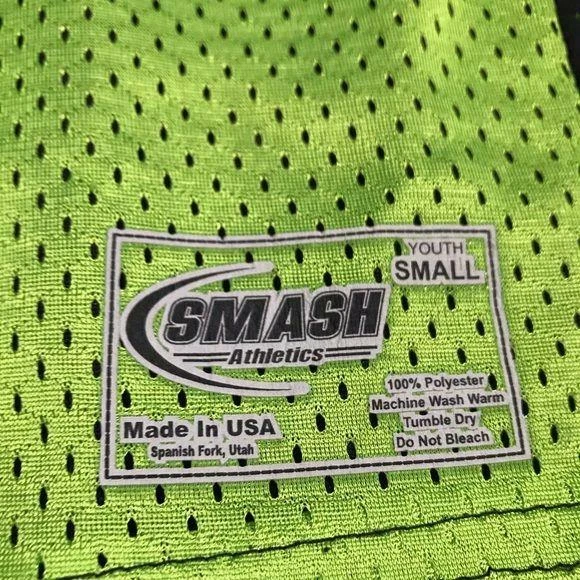 YOUTH
SMALL
SMASH
Athletics
100% Polyester
Machine Wash Warm
Tumble Dry
Do Not Bleach
Made In USA
Spanish Fork, Utah